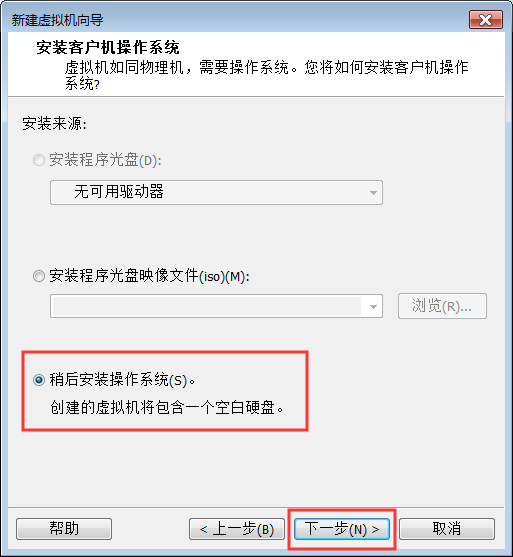 新建虚拟机向导
安装客户机操作系统
虚拟机如同物理机，需要操作系统。您将如何安装客户机操作
系统?
安装来源:
安装程序光盘(D):
无可用驱动器
安装程序光盘映像文件(iso)(M):
浏览(R)...
稍后安装操作系统(S)。
创建的虚拟机将包含一个空白硬盘。
帮助
< 上一步(B)
下一步(N) >
取消